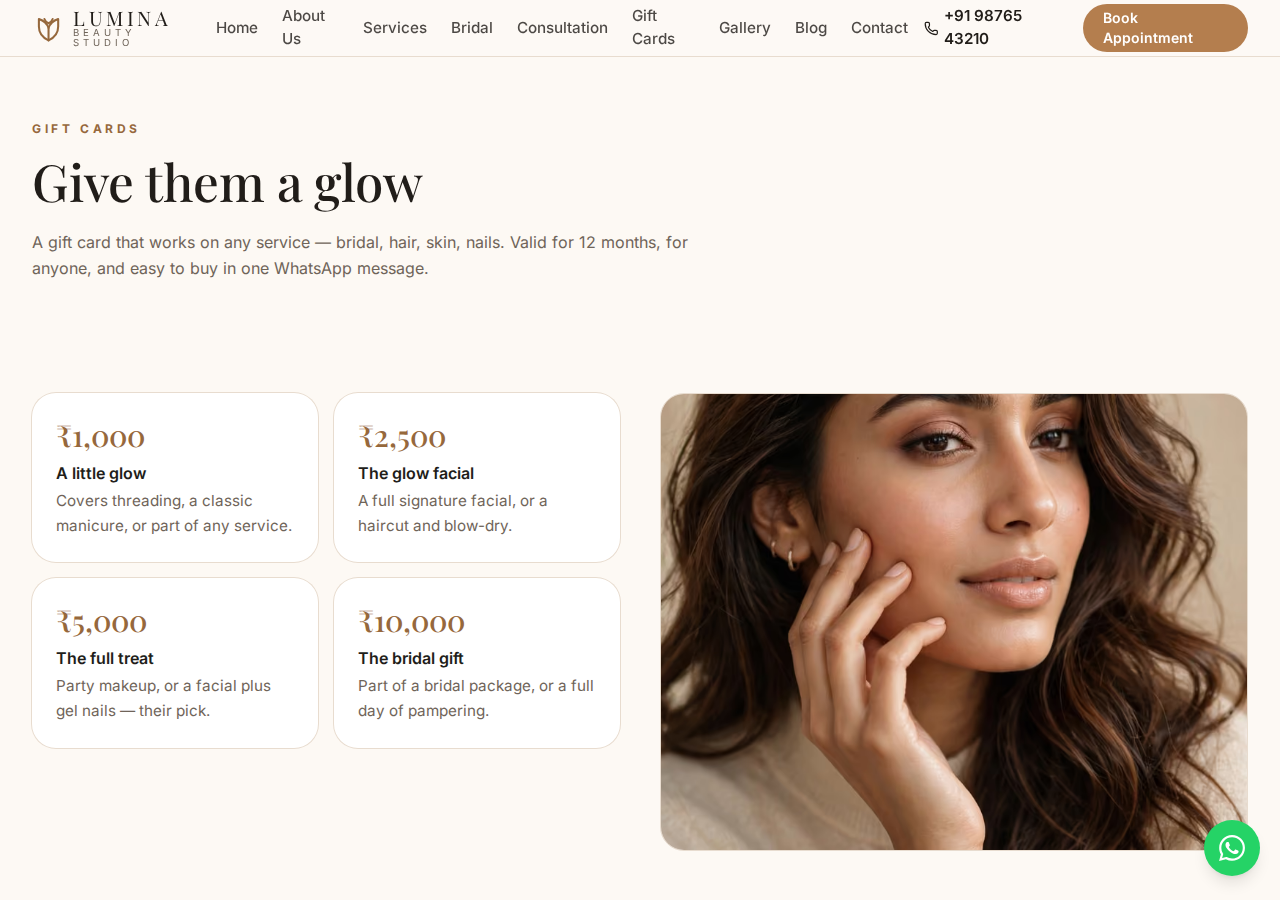 LUMINA
BEAUTY
STUDIO
Home
About
Us
Services
Bridal
Consultation
Gift
Cards
Gallery
Blog
Contact
+91 98765
43210
Book
Appointment
GIFT CARDS
Give them a glow
A gift card that works on any service — bridal, hair, skin, nails. Valid for 12 months, for
anyone, and easy to buy in one WhatsApp message.
₹1,000
A little glow
Covers threading, a classic
manicure, or part of any service.
₹2,500
The glow facial
A full signature facial, or a
haircut and blow-dry.
₹5,000
The full treat
Party makeup, or a facial plus
gel nails — their pick.
₹10,000
The bridal gift
Part of a bridal package, or a full
day of pampering.